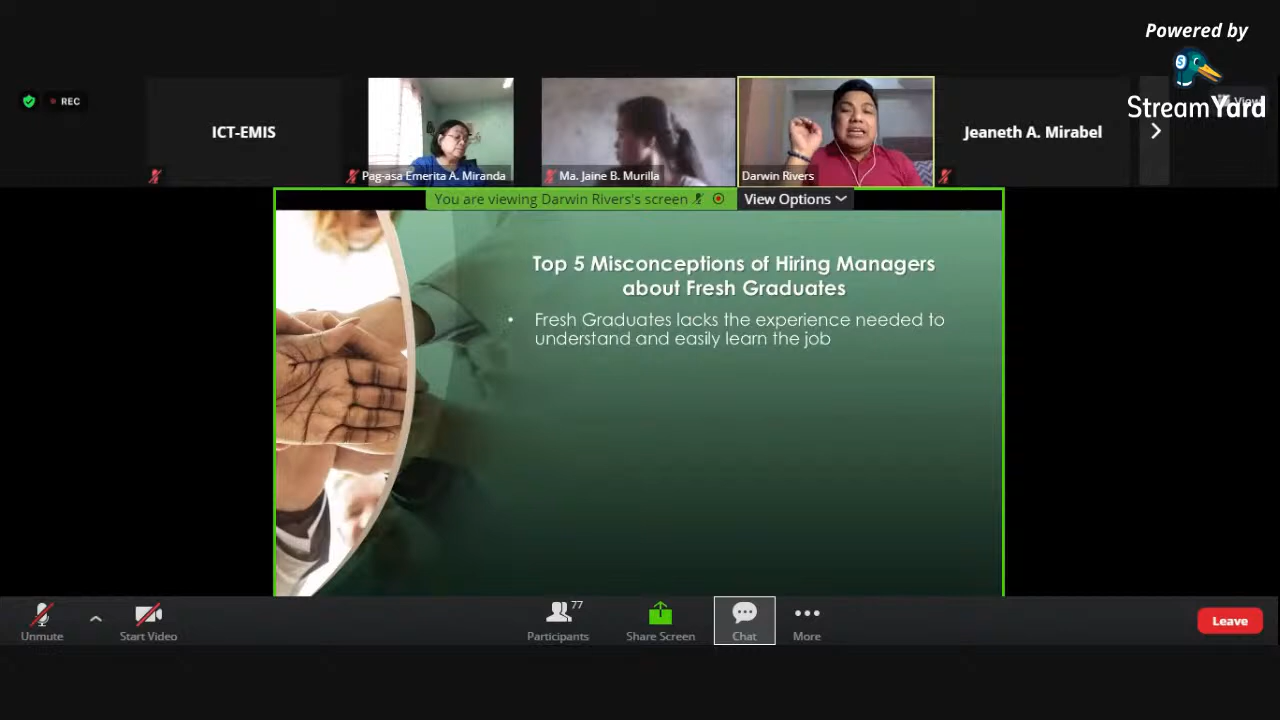 Powered by
StreamYard
REC
View
ICT-EMIS
Pag-asa Emerita A. Miranda
Ma. Jaine B. Murilla
Darwin Rivers
Jeaneth A. Mirabel
You are viewing Darwin Rivers's screen
View Options
Top 5 Misconceptions of Hiring Managers
about Fresh Graduates
• Fresh Graduates lacks the experience needed to
understand and easily learn the job
Unmute
Start Video
77
Participants
Share Screen
Chat
More
Leave